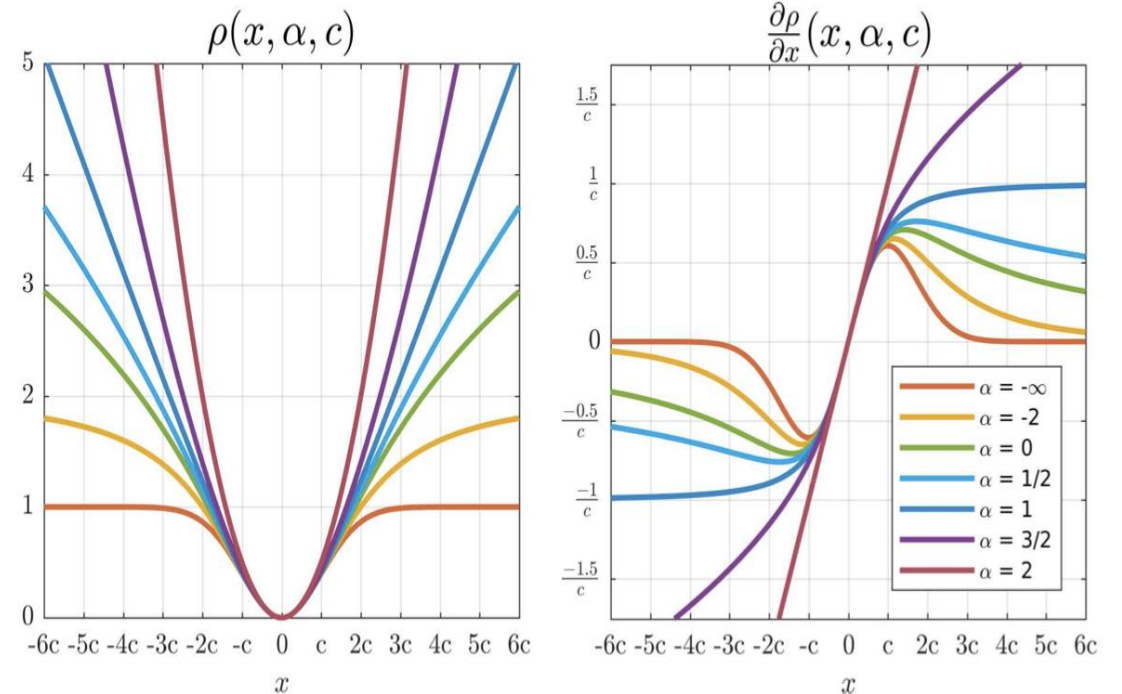 ρ(x, α, c)
5
4
3
2
1
0
-6c -5c -4c -3c -2c -c 0 c 2c 3c 4c 5c 6c
x
∂ρ/∂x (x, α, c)
1.5/c
1/c
0.5/c
0
-0.5/c
-1/c
-1.5/c
-6c -5c -4c -3c -2c -c 0 c 2c 3c 4c 5c 6c
x
α = -∞
α = -2
α = 0
α = 1/2
α = 1
α = 3/2
α = 2